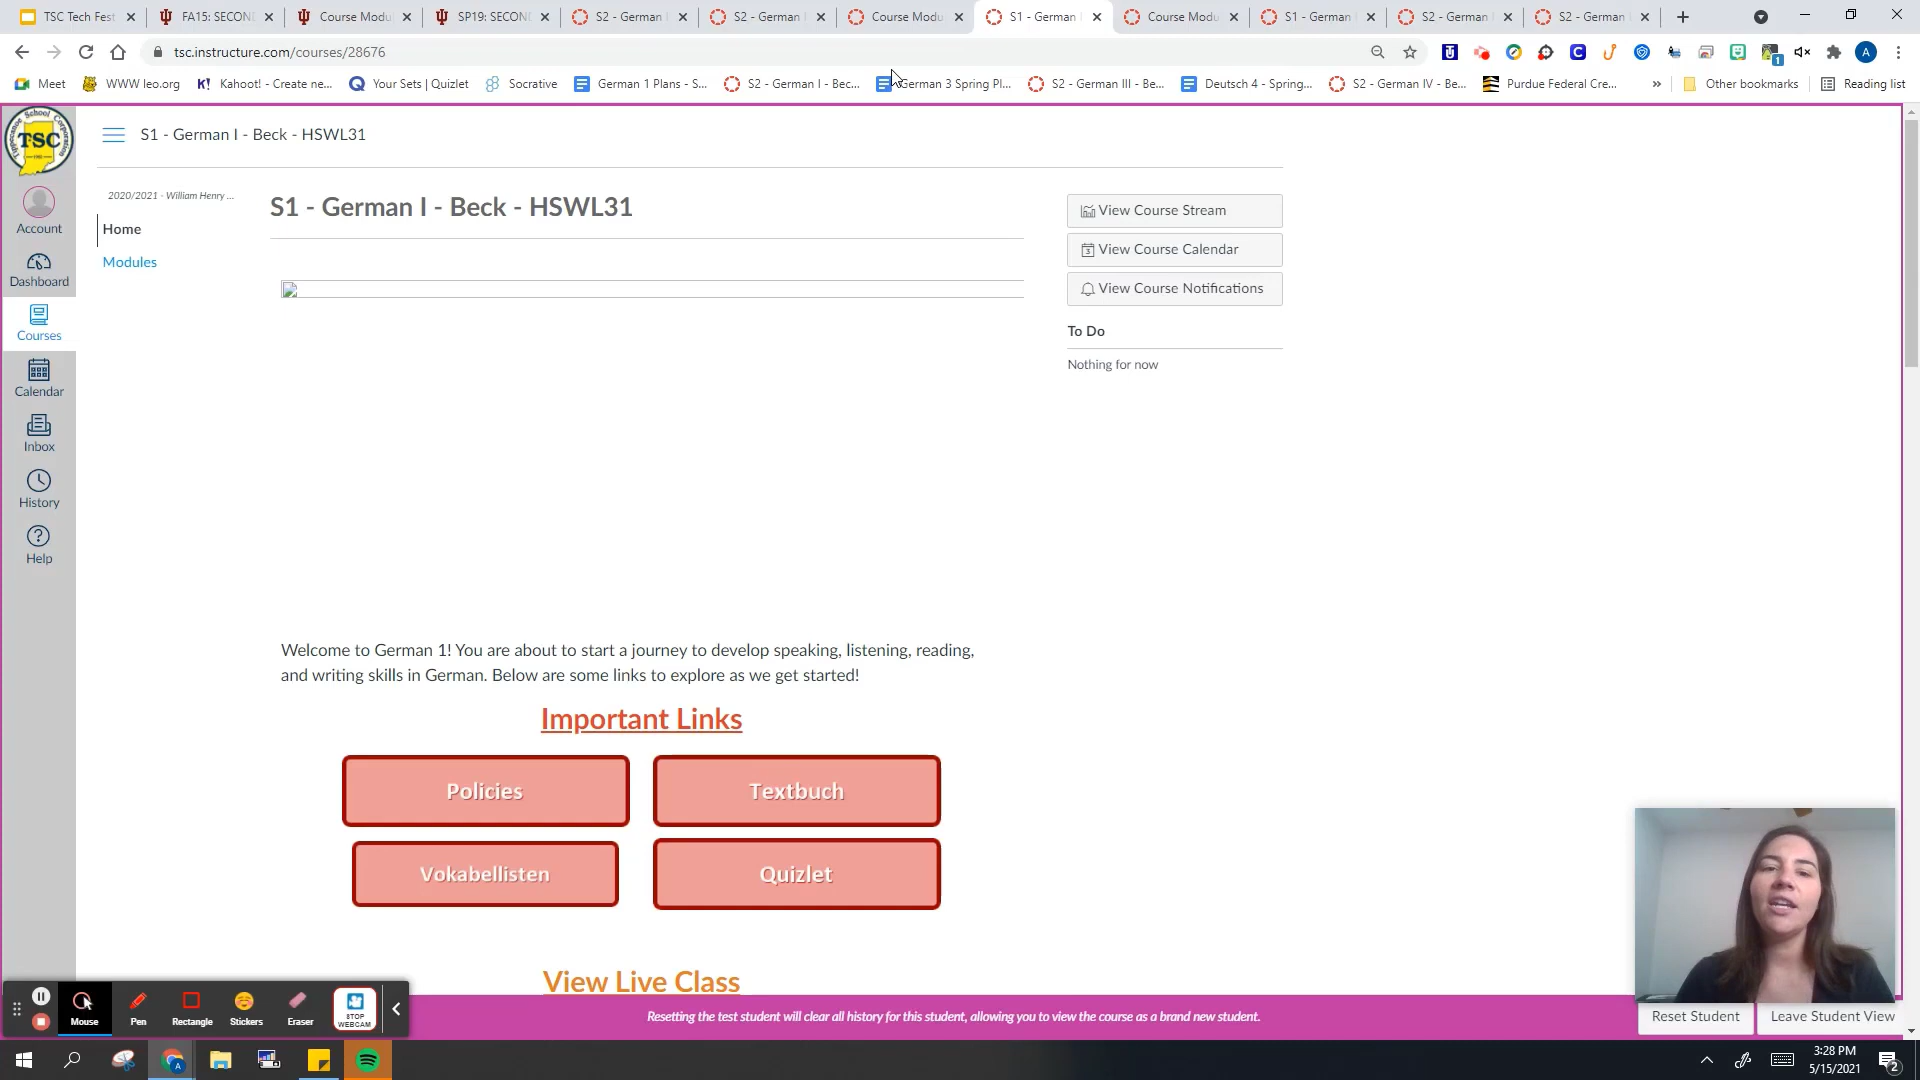 TSC Tech Fest
FA15: SECOND
Course Modu
SP19: SECON
S2 - German
S2 - German
Course Modu
S1 - German
Course Modu
S1 - German
S2 - German
S2 - German
tsc.instructure.com/courses/28676
Meet
WWW leo.org
Kahoot! - Create ne...
Your Sets | Quizlet
Socrative
German 1 Plans - S...
S2 - German I - Bec...
German 3 Spring Pl...
S2 - German III - Be...
Deutsch 4 - Spring...
S2 - German IV - Be...
Purdue Federal Cre...
»
Other bookmarks
Reading list
TSC
S1 - German I - Beck - HSWL31
Account
Dashboard
Courses
Calendar
Inbox
History
Help
2020/2021 - William Henry ...
Home
Modules
S1 - German I - Beck - HSWL31
View Course Stream
View Course Calendar
View Course Notifications
To Do
Nothing for now
Welcome to German 1! You are about to start a journey to develop speaking, listening, reading,
and writing skills in German. Below are some links to explore as we get started!
Important Links
Policies
Textbuch
Vokabellisten
Quizlet
View Live Class
Mouse
Pen
Rectangle
Stickers
Eraser
STOP
WEBCAM
Resetting the test student will clear all history for this student, allowing you to view the course as a brand new student.
Reset Student
Leave Student View
3:28 PM
5/15/2021
2